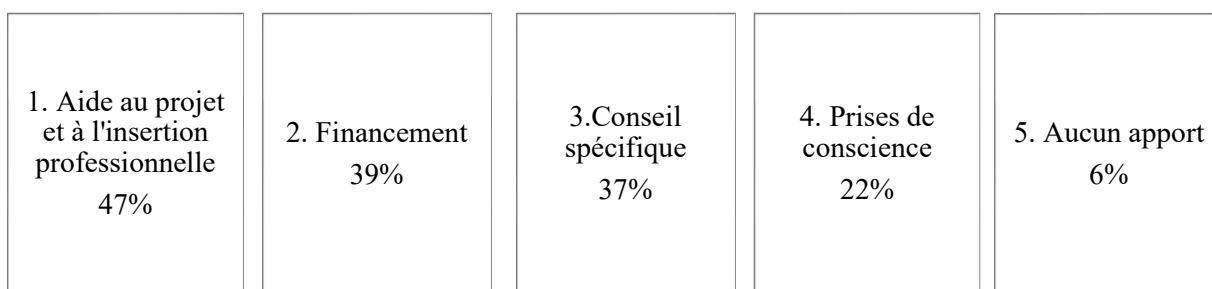 1. Aide au projet
et à l'insertion
professionnelle
47%
2. Financement
39%
3.Conseil
spécifique
37%
4. Prises de
conscience
22%
5. Aucun apport
6%